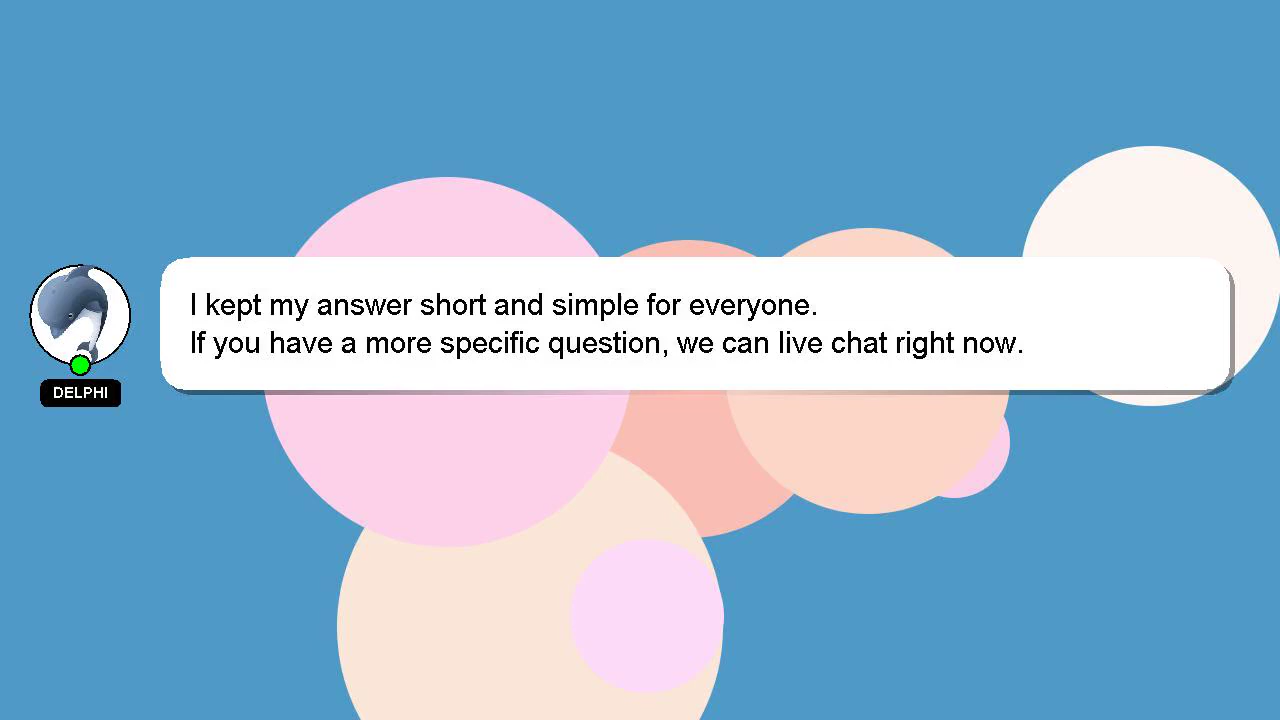 I kept my answer short and simple for everyone.
If you have a more specific question, we can live chat right now.
DELPHI